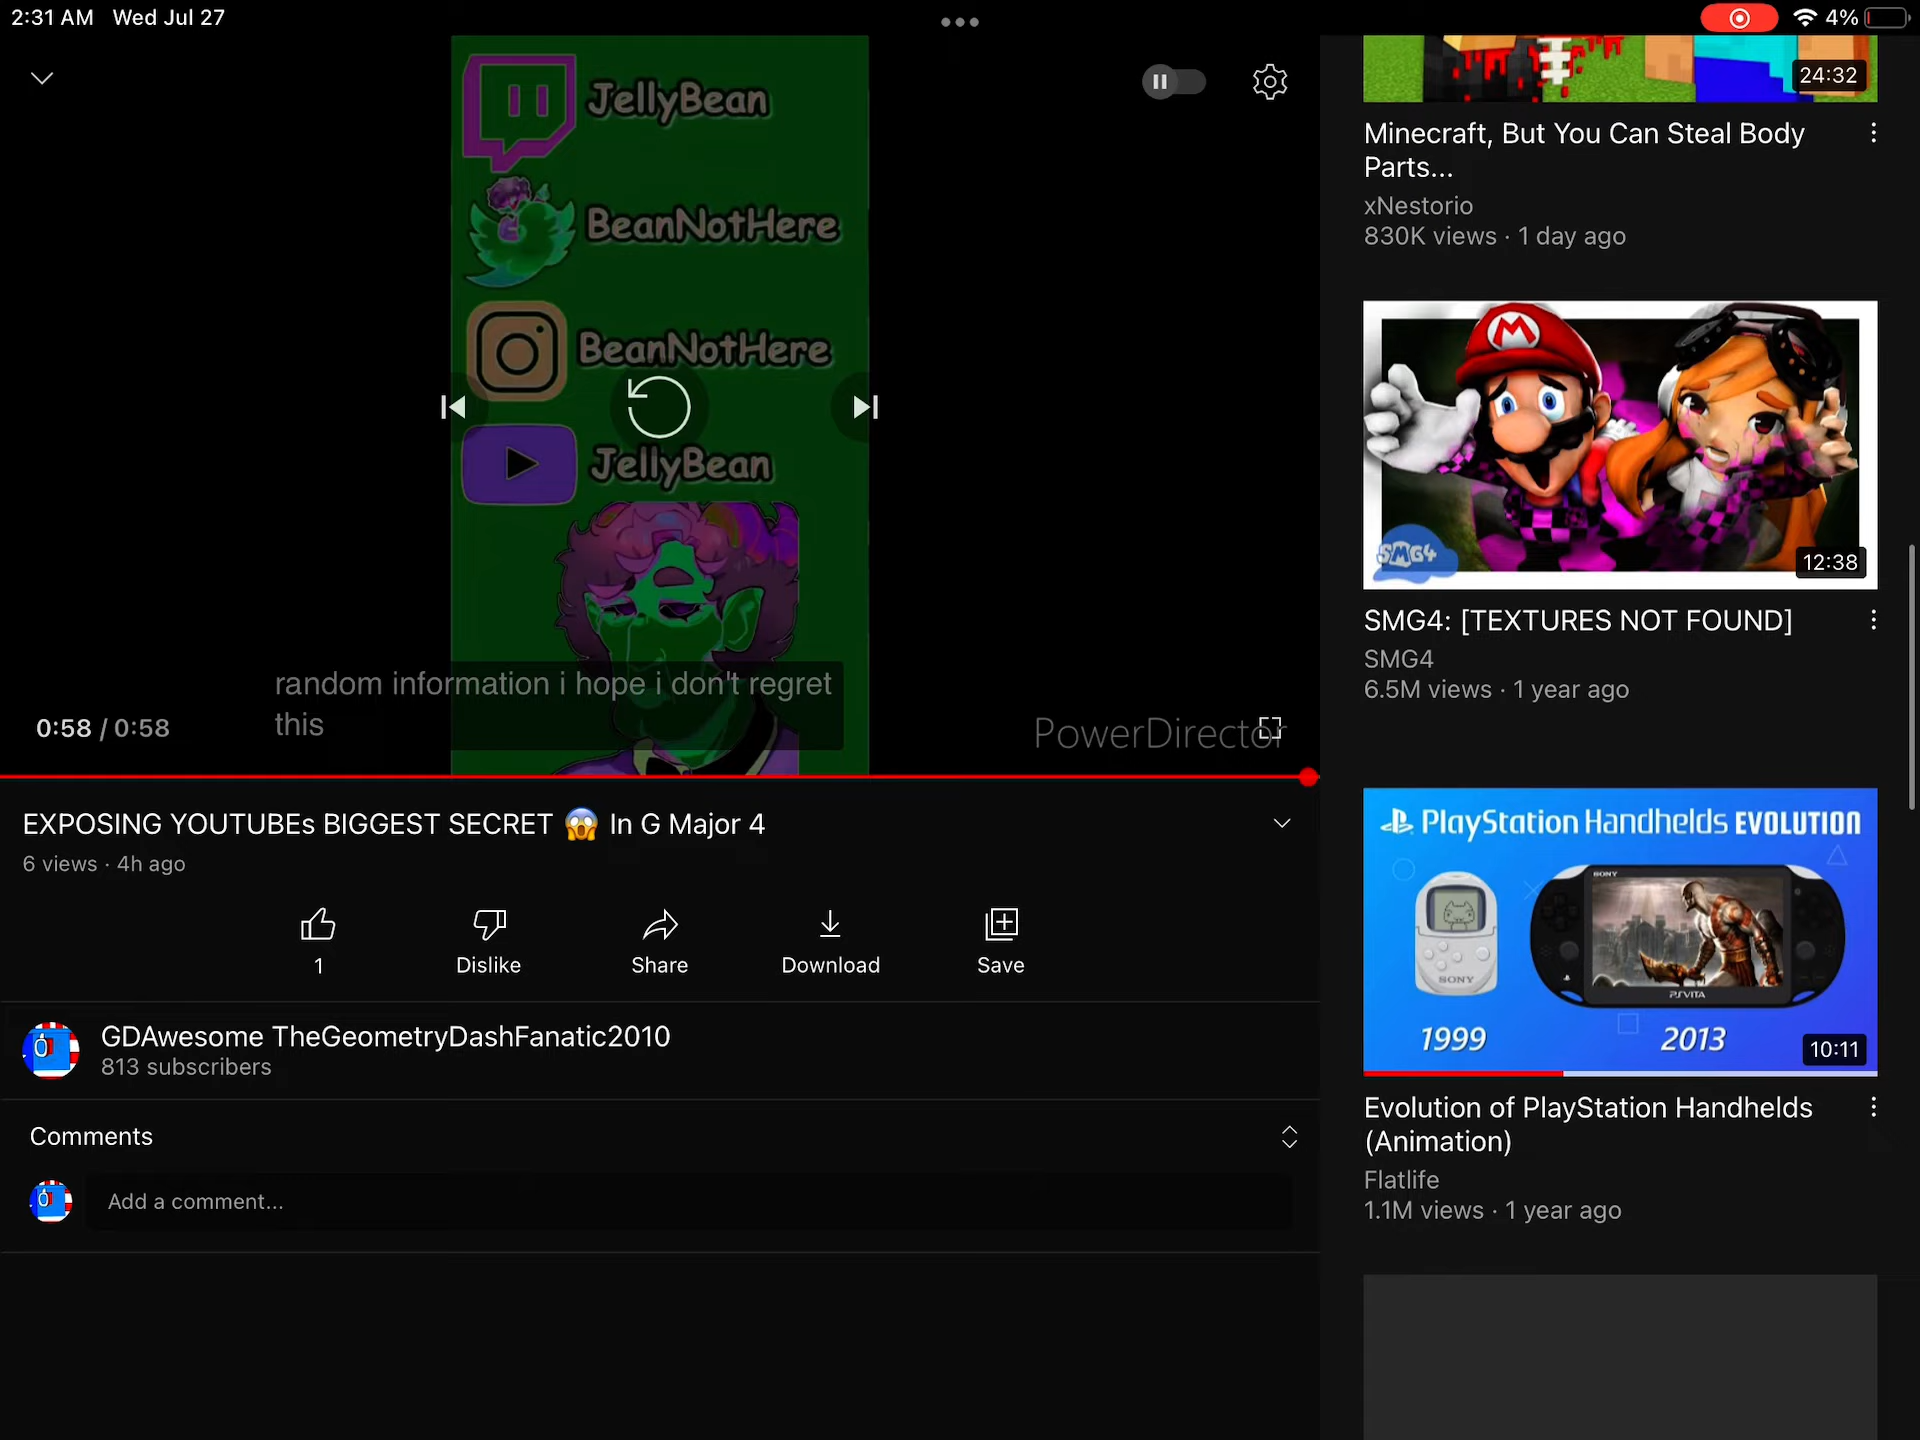 2:31 AM Wed Jul 27
4%
JellyBean
BeanNotHere
BeanNotHere
JellyBean
random information i hope i don't regret
this
0:58 / 0:58
PowerDirector
EXPOSING YOUTUBEs BIGGEST SECRET 😱 In G Major 4
6 views · 4h ago
1
Dislike
Share
Download
Save
GDAwesome TheGeometryDashFanatic2010
813 subscribers
Comments
Add a comment...
24:32
Minecraft, But You Can Steal Body
Parts...
xNestorio
830K views · 1 day ago
M
SMG4
12:38
SMG4: [TEXTURES NOT FOUND]
SMG4
6.5M views · 1 year ago
PlayStation Handhelds EVOLUTION
SONY
SONY
PSVITA
1999
2013
10:11
Evolution of PlayStation Handhelds
(Animation)
Flatlife
1.1M views · 1 year ago